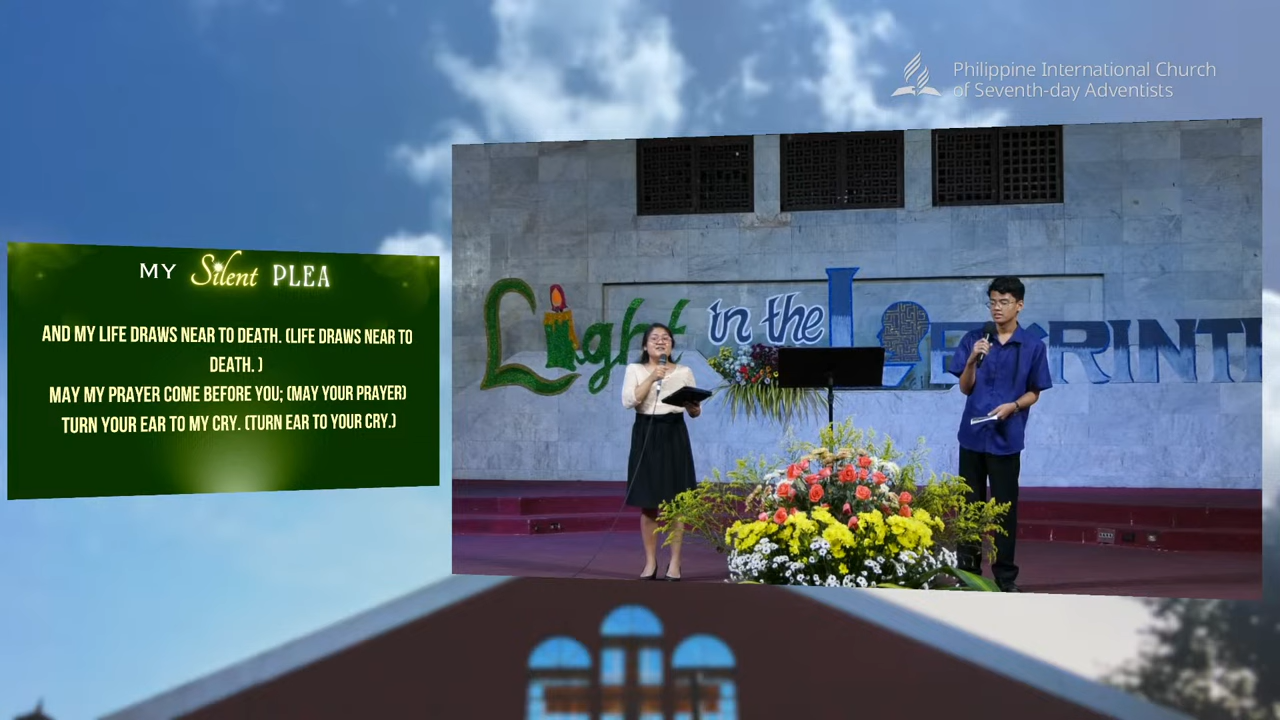 Philippine International Church
of Seventh-day Adventists
MY Silent PLEA
AND MY LIFE DRAWS NEAR TO DEATH. (LIFE DRAWS NEAR TO
DEATH. )
MAY MY PRAYER COME BEFORE YOU; (MAY YOUR PRAYER)
TURN YOUR EAR TO MY CRY. (TURN EAR TO YOUR CRY.)
Light in the LABYRINTH